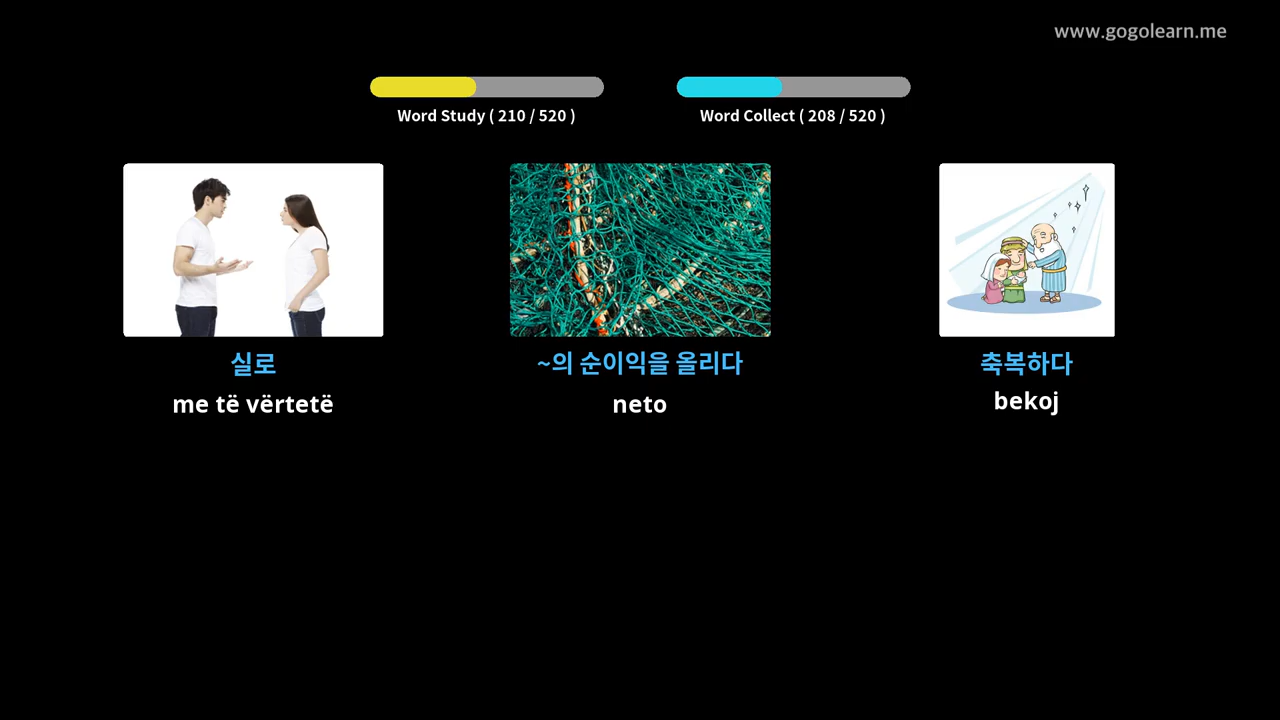 www.gogolearn.me
Word Study ( 210 / 520 )
Word Collect ( 208 / 520 )
실로
me të vërtetë
~의 순이익을 올리다
neto
축복하다
bekoj